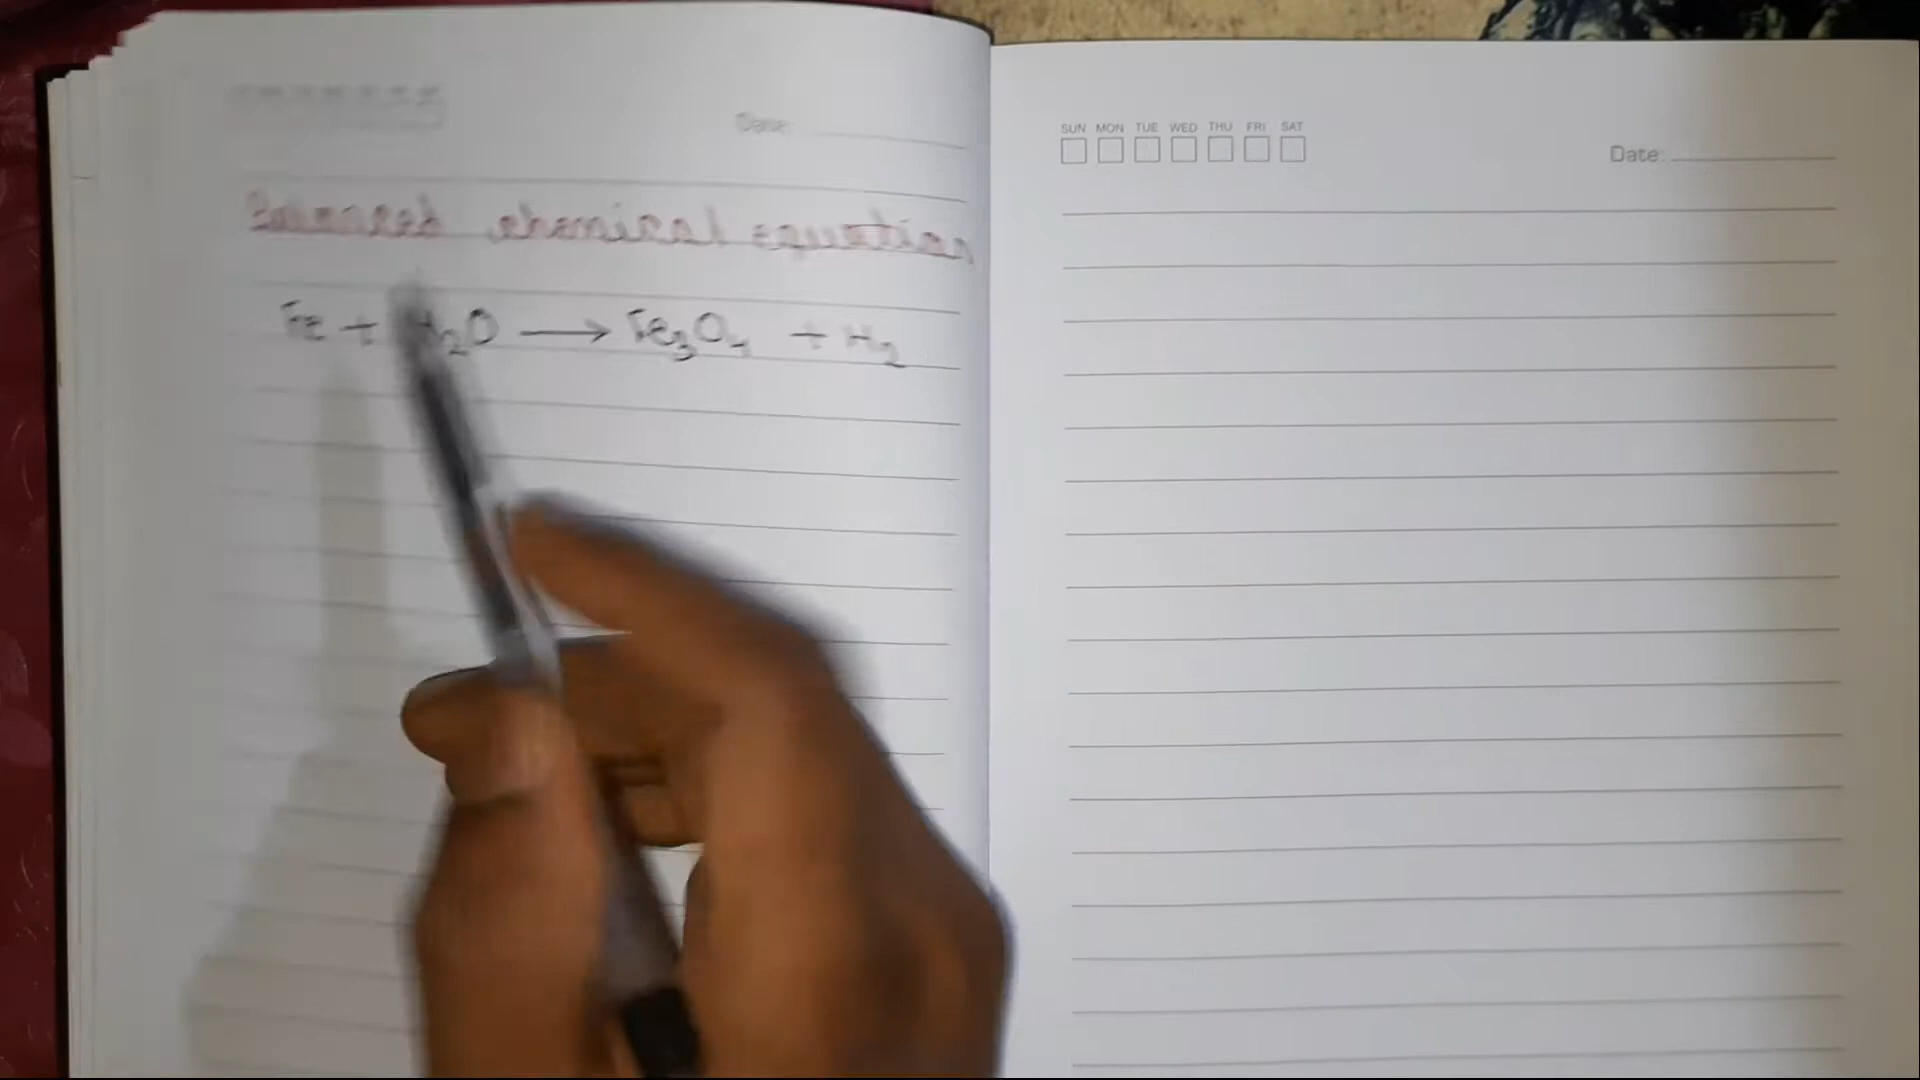 Date:
Balanced chemical equation
Fe + H₂O ⟶ Fe₃O₄ + H₂
SUN MON TUE WED THU FRI SAT
Date: